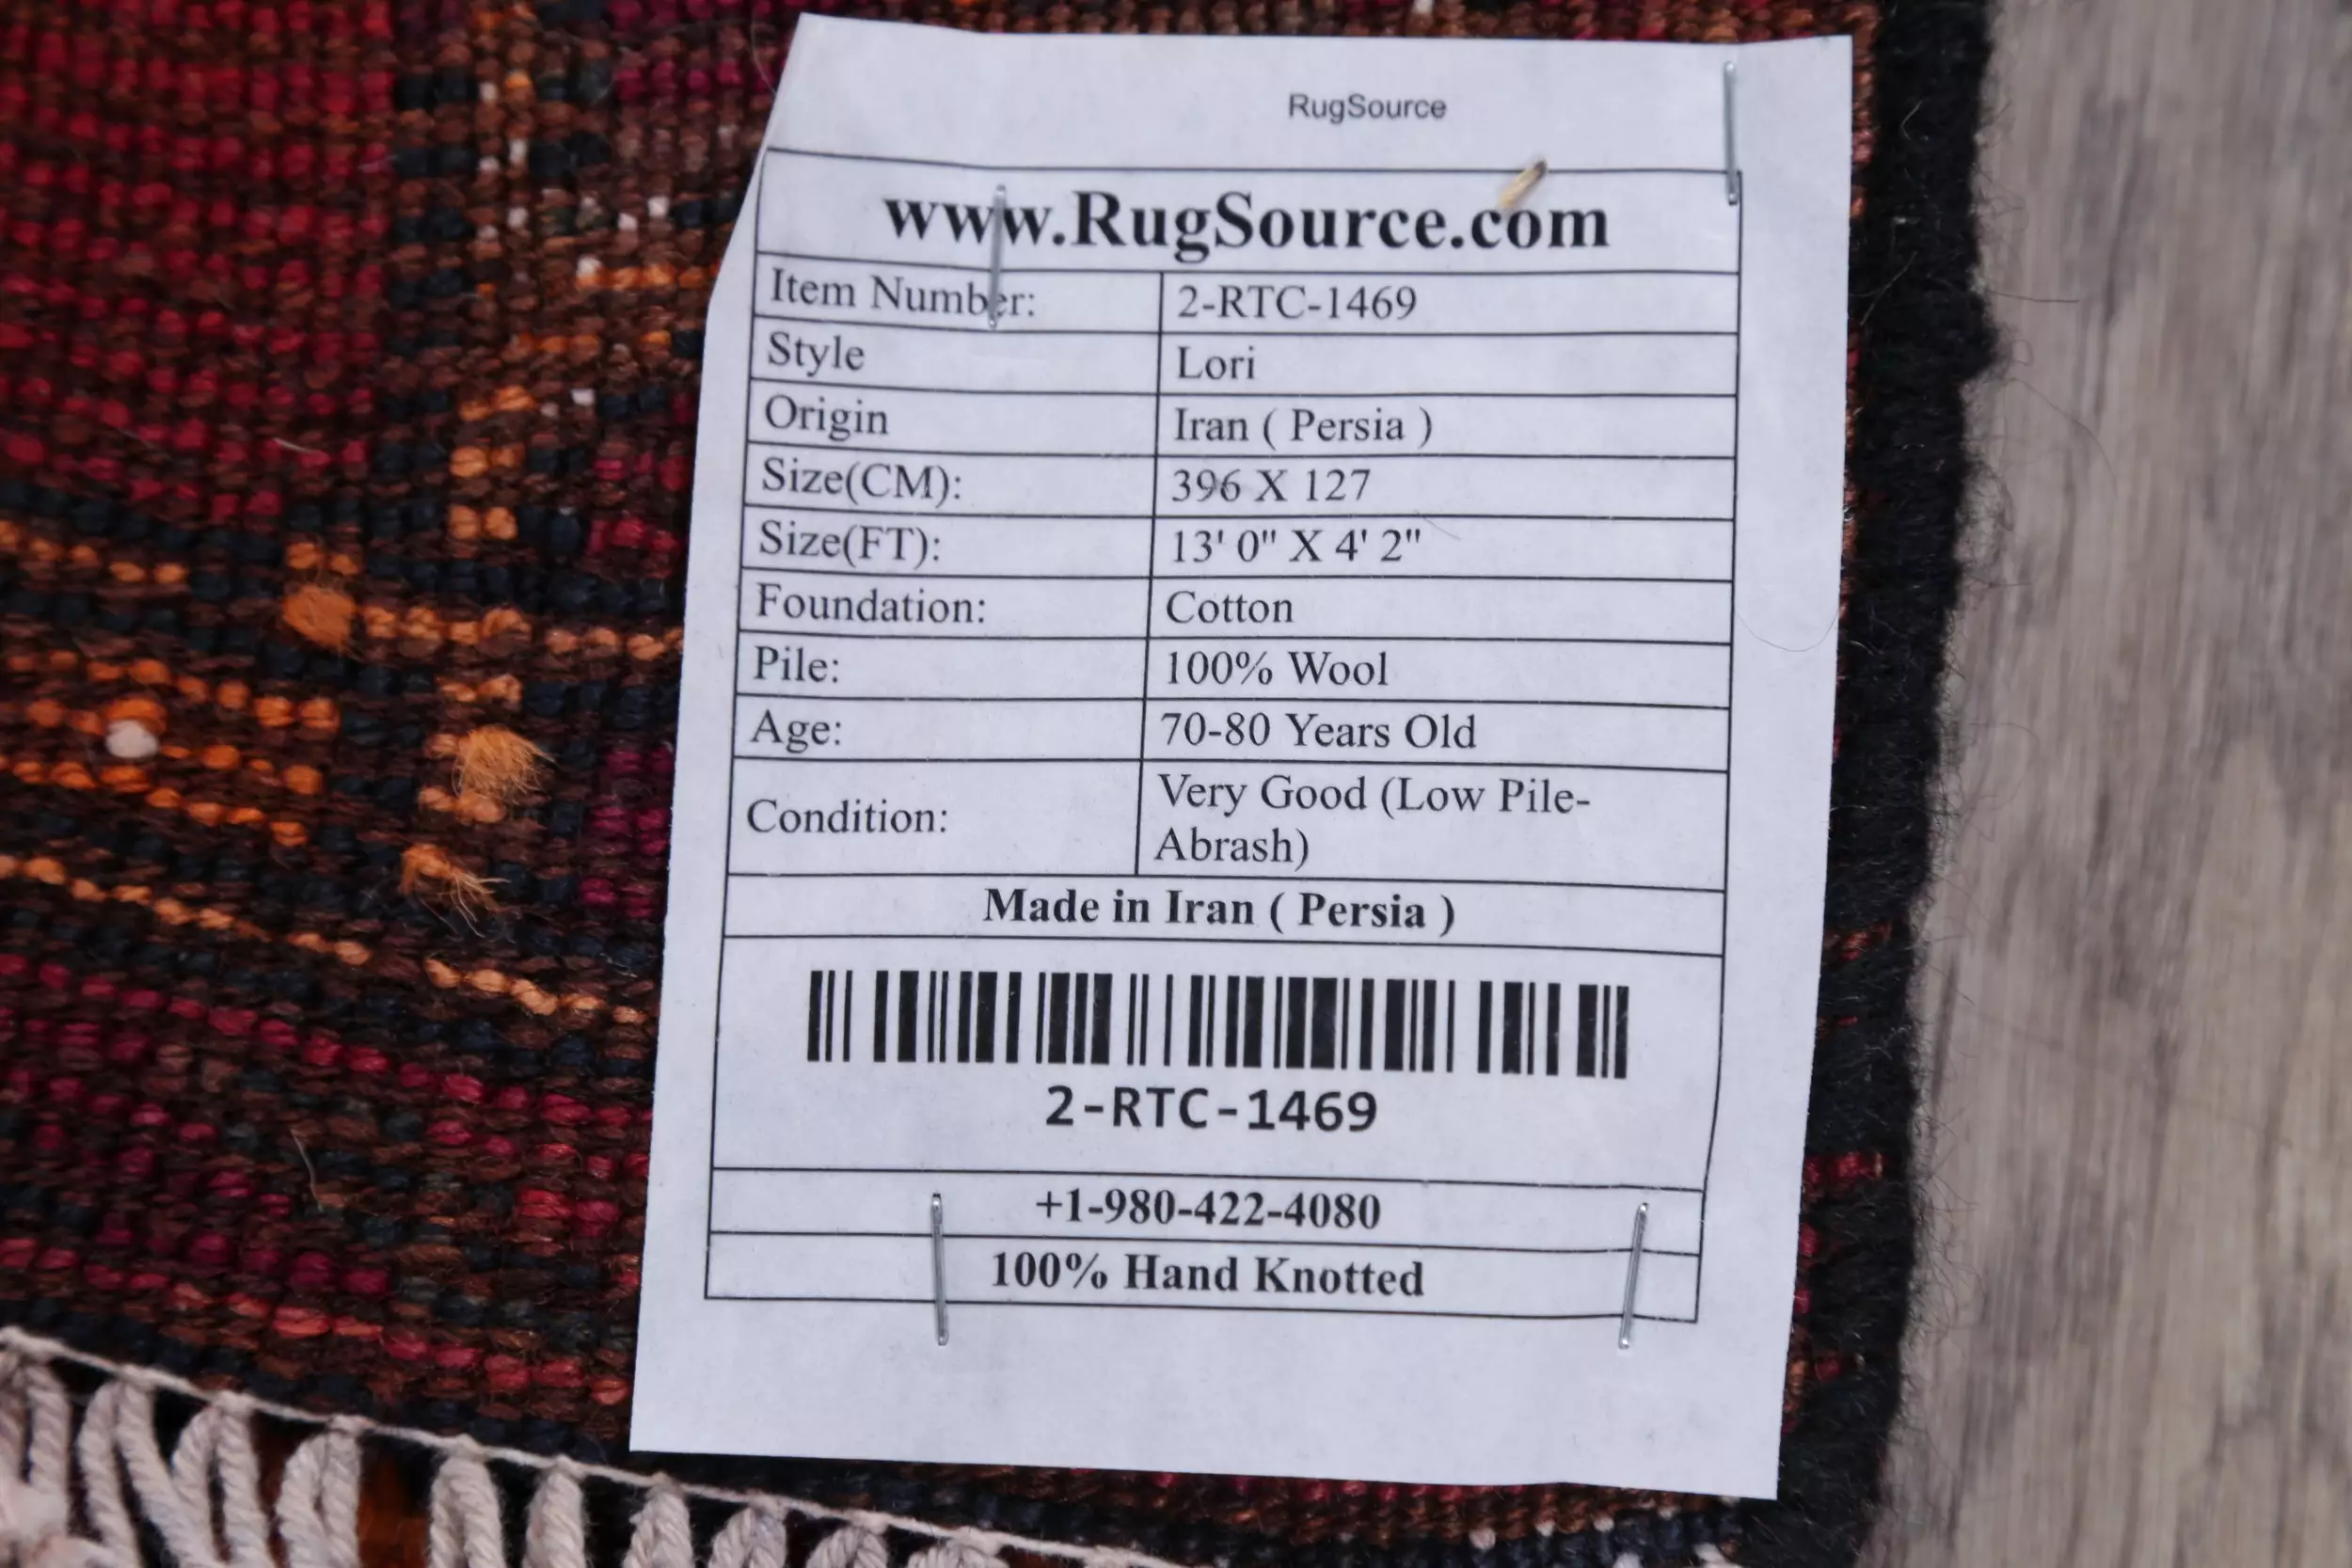 RugSource
www.RugSource.com
Item Number: 2-RTC-1469
Style Lori
Origin Iran ( Persia )
Size(CM): 396 X 127
Size(FT): 13' 0" X 4' 2"
Foundation: Cotton
Pile: 100% Wool
Age: 70-80 Years Old
Condition: Very Good (Low Pile-
Abrash)
Made in Iran ( Persia )
2-RTC-1469
+1-980-422-4080
100% Hand Knotted